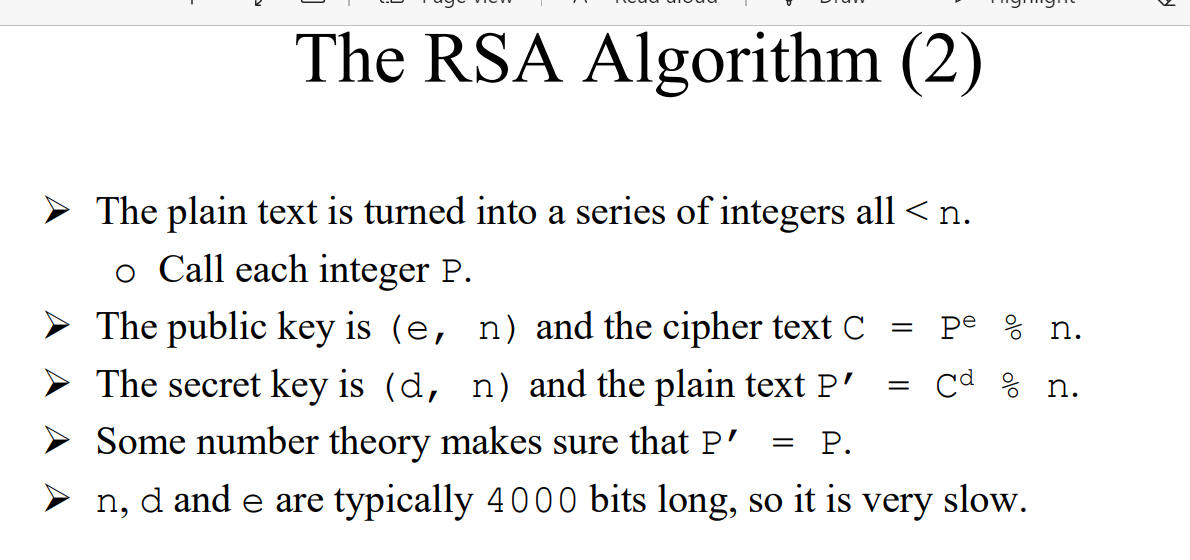 The RSA Algorithm (2)
➢ The plain text is turned into a series of integers all < n.
o Call each integer P.
➢ The public key is (e, n) and the cipher text C = Pᵉ % n.
➢ The secret key is (d, n) and the plain text P′ = Cᵈ % n.
➢ Some number theory makes sure that P′ = P.
➢ n, d and e are typically 4000 bits long, so it is very slow.